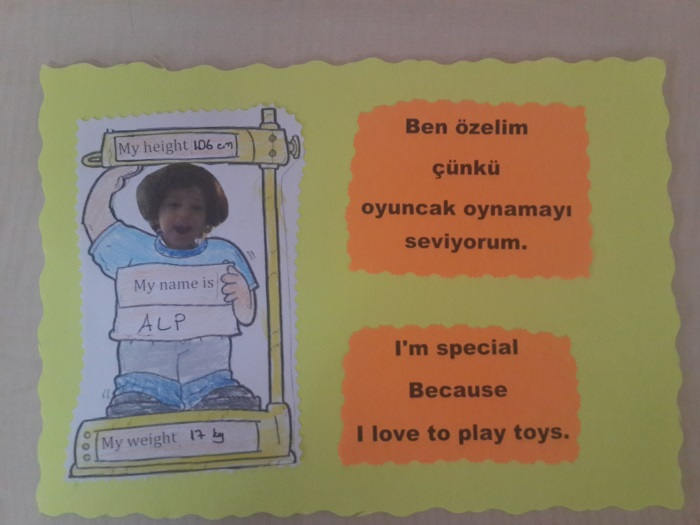 My height 106 cm
My name is
ALP
My weight 17 kg
Ben özelim
çünkü
oyuncak oynamayı
seviyorum.
I'm special
Because
I love to play toys.